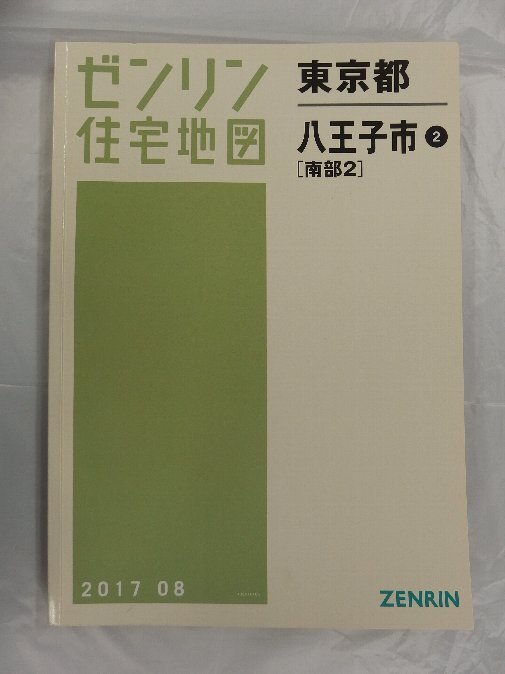 ゼンリン
住宅地図
東京都
八王子市 ❷
[南部2]
2017 08
ZENRIN